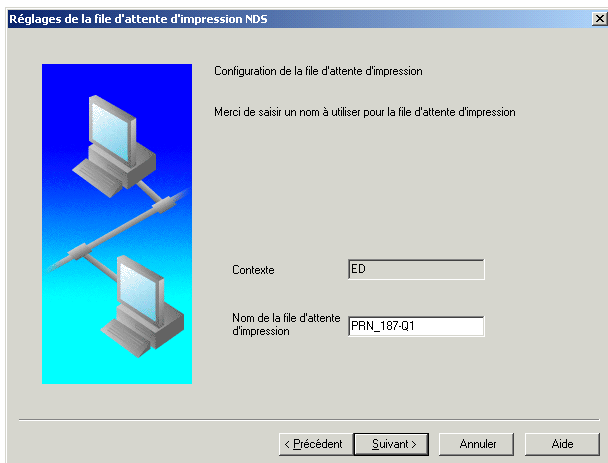 Réglages de la file d'attente d'impression NDS
Configuration de la file d'attente d'impression
Merci de saisir un nom à utiliser pour la file d'attente d'impression
Contexte
ED
Nom de la file d'attente
d'impression
PRN_187-Q1
< Précédent
Suivant >
Annuler
Aide